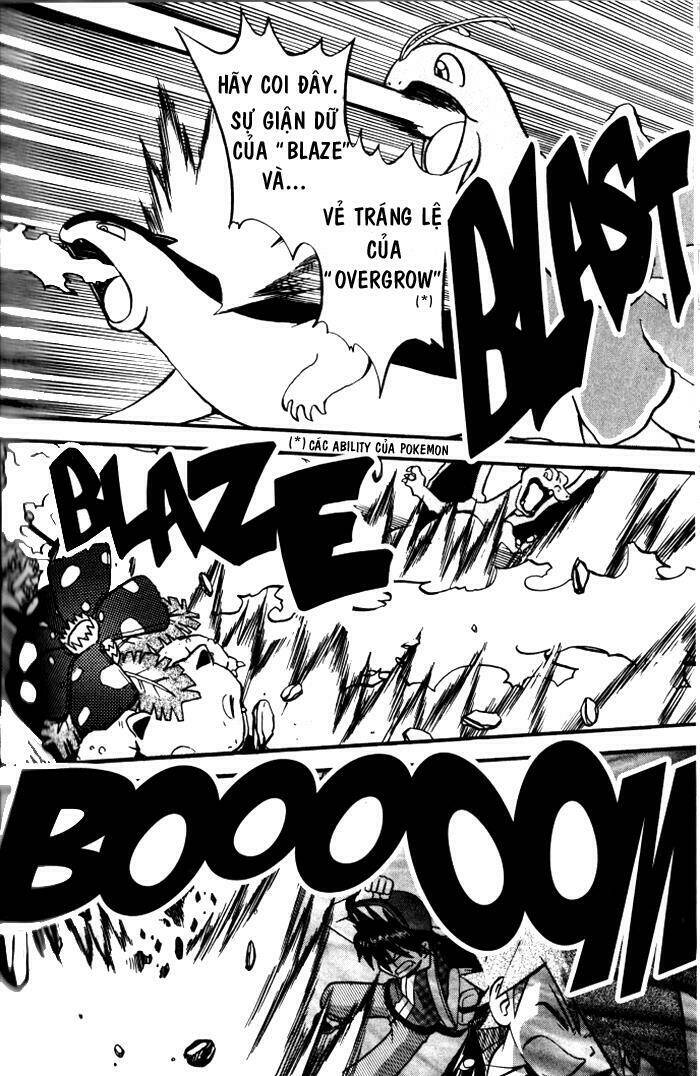 HÃY COI ĐÂY.
SỰ GIẬN DỮ
CỦA "BLAZE"
VÀ...
VẺ TRÁNG LỆ
CỦA
"OVERGROW"
(*)
BLAST
(*) CÁC ABILITY CỦA POKEMON
BLAZE
BOOOOOM